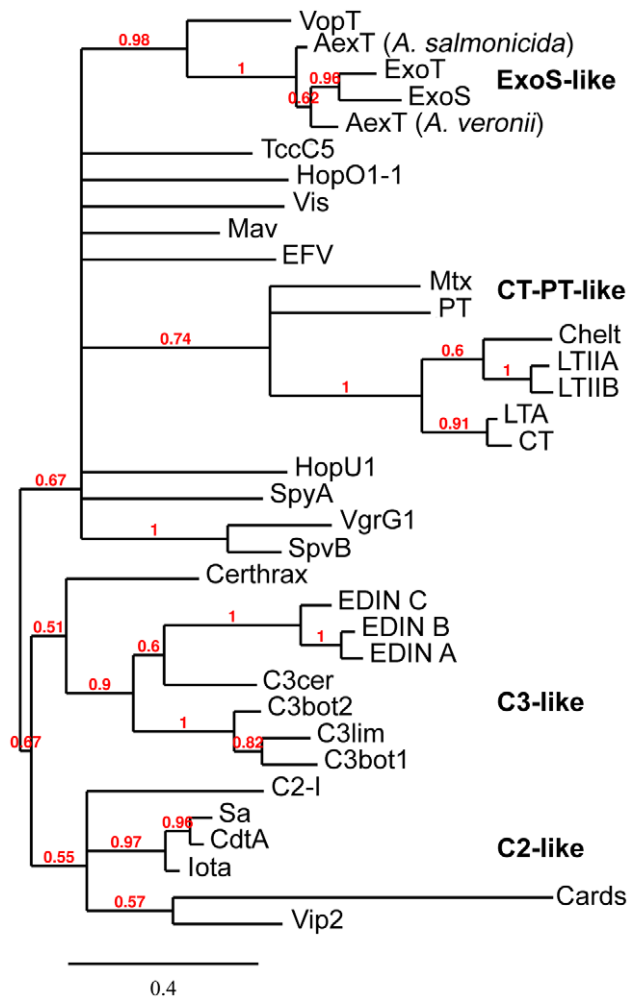 VopT
0.98
AexT (A. salmonicida)
1
0.96
ExoT
ExoS-like
0.62
ExoS
AexT (A. veronii)
TccC5
HopO1-1
Vis
Mav
EFV
Mtx
CT-PT-like
PT
0.74
Chelt
0.6
LTIIA
1
LTIIB
1
LTA
0.91
CT
HopU1
0.67
SpyA
VgrG1
1
SpvB
Certhrax
EDIN C
0.51
1
EDIN B
1
0.6
EDIN A
0.9
C3cer
C3-like
C3bot2
1
C3lim
0.82
0.67
C3bot1
C2-I
Sa
0.96
CdtA
0.97
C2-like
0.55
Iota
Cards
0.57
Vip2
0.4